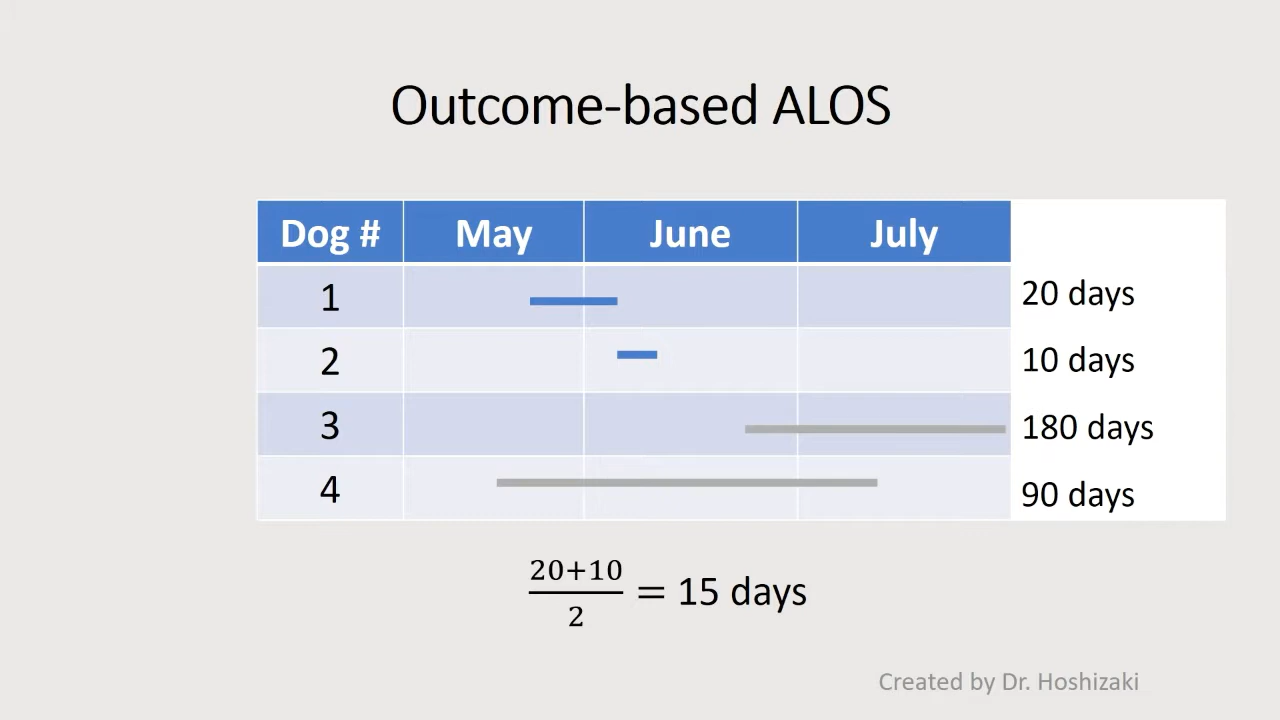 Outcome-based ALOS
Dog # May June July
1 20 days
2 10 days
3 180 days
4 90 days
20+10
2
= 15 days
Created by Dr. Hoshizaki